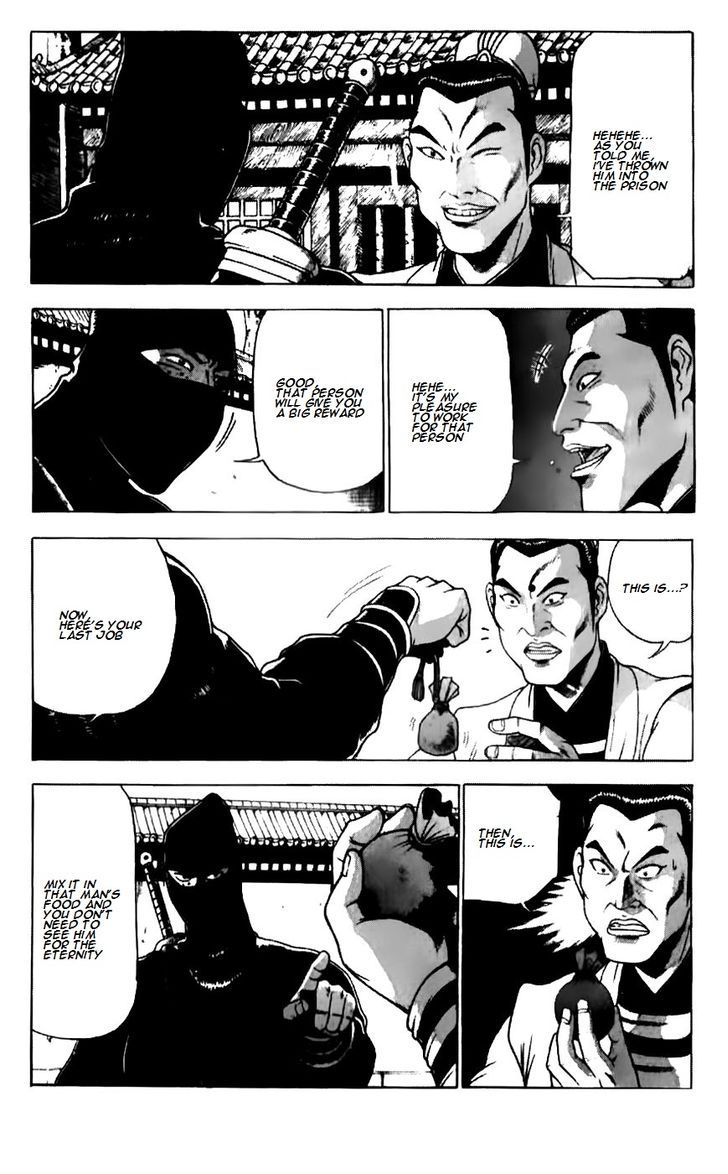 HEHEHE...
AS YOU
TOLD ME,
I'VE THROWN
HIM INTO
THE PRISON
GOOD,
THAT PERSON
WILL GIVE YOU
A BIG REWARD
HEHE...
IT'S MY
PLEASURE
TO WORK
FOR THAT
PERSON
NOW,
HERE'S YOUR
LAST JOB
THIS IS...?
MIX IT IN
THAT MAN'S
FOOD AND
YOU DON'T
NEED TO
SEE HIM
FOR THE
ETERNITY
THEN,
THIS IS...